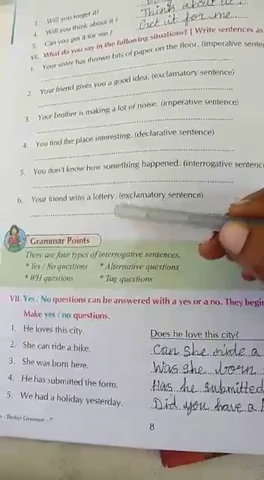 3. Will you forget it?
4. Will you think about it?
Think about it.
5. Can you get it for me?
Get it for me
VI. What do you say in the following situations? [Write sentences as
1. Your sister has thrown bits of paper on the floor. (imperative sente
2. Your friend gives you a good idea. (exclamatory sentence)
3. Your brother is making a lot of noise. (imperative sentence)
4. You find the place interesting. (declarative sentence)
5. You don't know how something happened. (interrogative sentenc
6. Your friend wins a lottery. (exclamatory sentence)
Grammar Points
There are four types of interrogative sentences.
* Yes / No questions * Alternative questions
* WH questions * Tag questions
VII. Yes / No questions can be answered with a yes or a no. They begi
Make yes / no questions.
1. He loves this city. Does he love this city?
2. She can ride a bike. Can she ride a
3. She was born here. Was she born
4. He has submitted the form. Has he submitted
5. We had a holiday yesterday. Did you have a
Perfect Grammar - 7
8